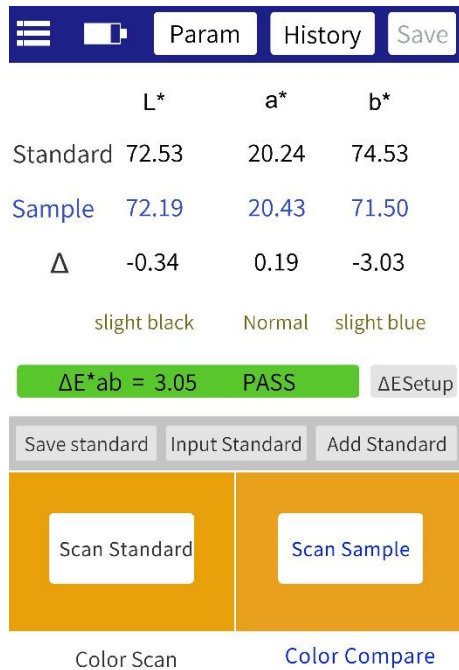 Param History Save
L* a* b*
Standard 72.53 20.24 74.53
Sample 72.19 20.43 71.50
Δ -0.34 0.19 -3.03
slight black Normal slight blue
ΔE*ab = 3.05 PASS ΔESetup
Save standard Input Standard Add Standard
Scan Standard Scan Sample
Color Scan Color Compare